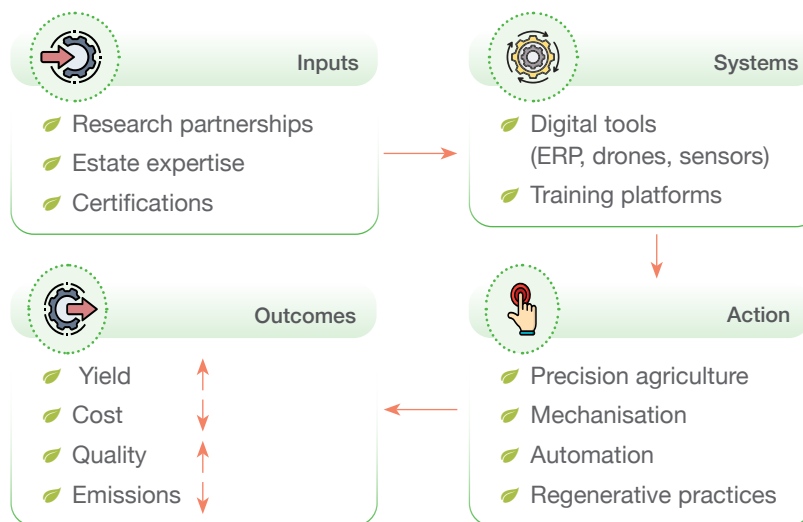 Inputs
Research partnerships
Estate expertise
Certifications
Systems
Digital tools
(ERP, drones, sensors)
Training platforms
Outcomes
Yield
Cost
Quality
Emissions
Action
Precision agriculture
Mechanisation
Automation
Regenerative practices